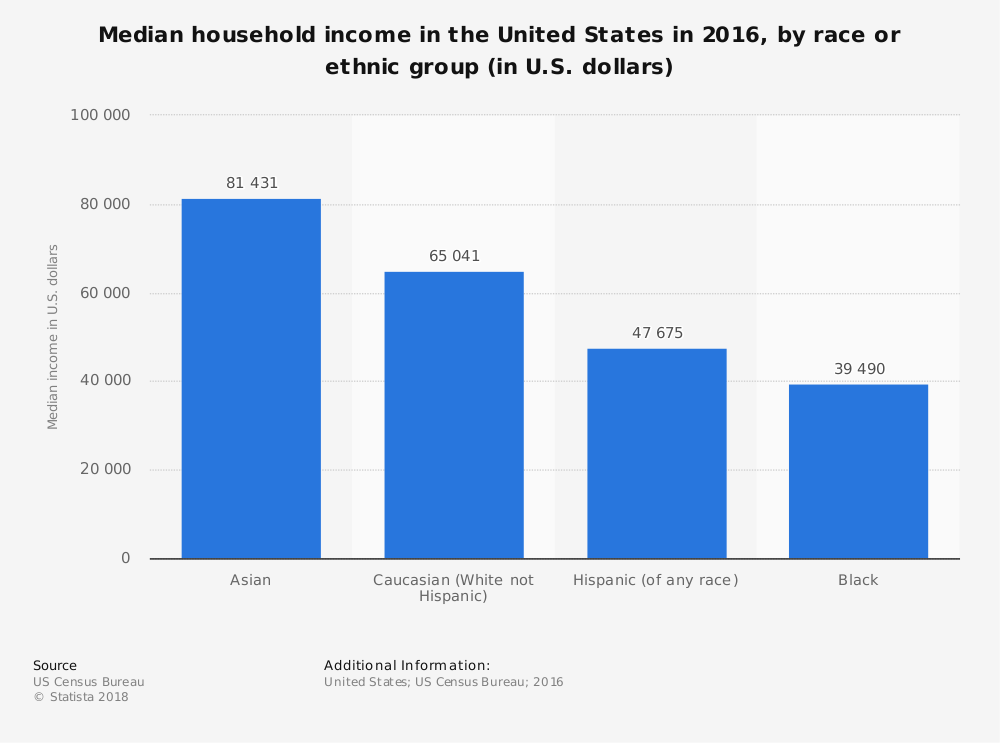 Median household income in the United States in 2016, by race or
ethnic group (in U.S. dollars)
Median income in U.S. dollars
100 000
80 000
60 000
40 000
20 000
0
81 431
65 041
47 675
39 490
Asian
Caucasian (White not
Hispanic)
Hispanic (of any race)
Black
Source
US Census Bureau
© Statista 2018
Additional Information:
United States; US Census Bureau; 2016